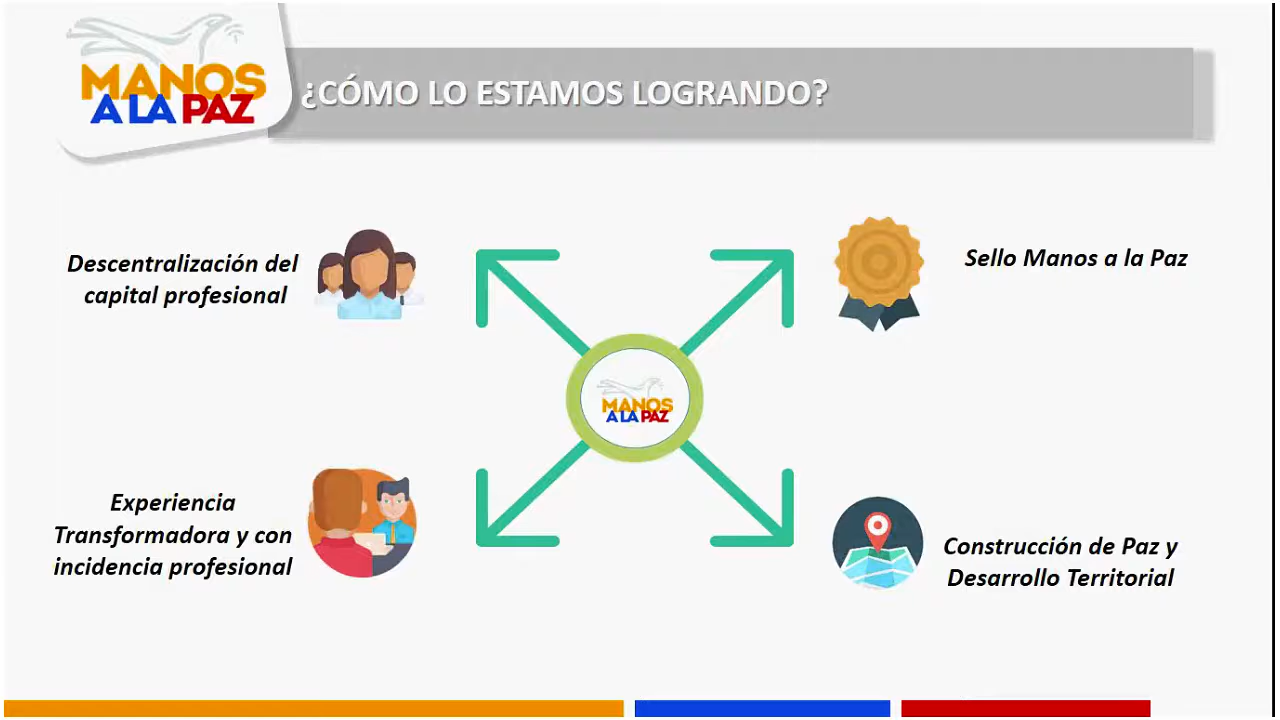 MANOS
A LA PAZ
¿CÓMO LO ESTAMOS LOGRANDO?
Descentralización del
capital profesional
Sello Manos a la Paz
MANOS
A LA PAZ
Experiencia
Transformadora y con
incidencia profesional
Construcción de Paz y
Desarrollo Territorial